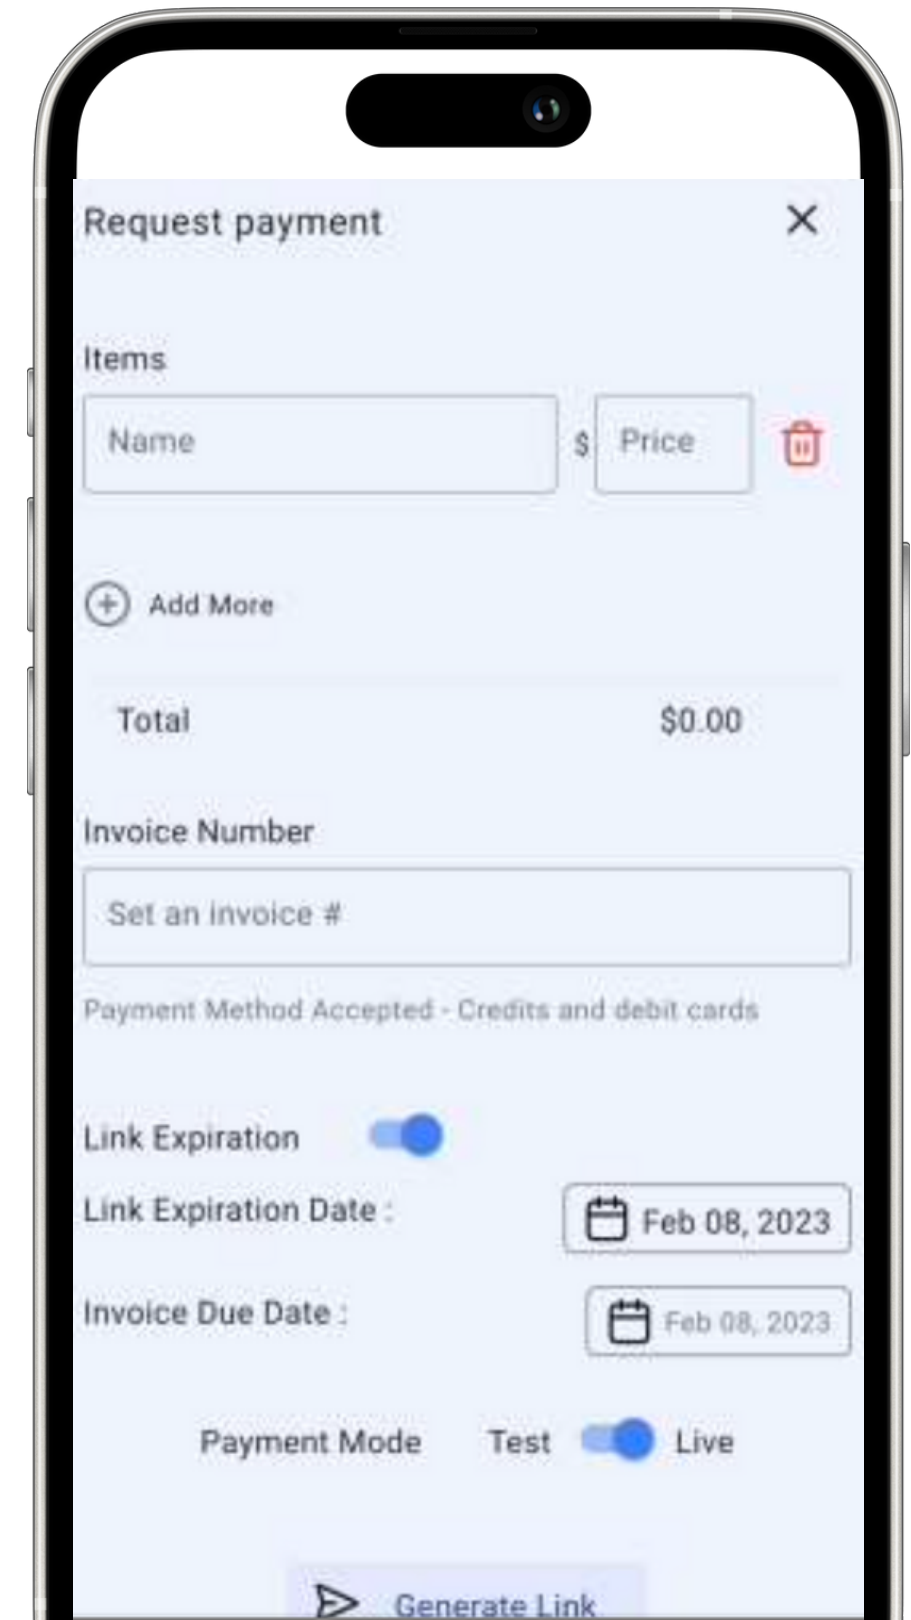 Request payment
Items
Name $ Price
Add More
Total $0.00
Invoice Number
Set an invoice #
Payment Method Accepted - Credits and debit cards
Link Expiration
Link Expiration Date : Feb 08, 2023
Invoice Due Date : Feb 08, 2023
Payment Mode Test Live
Generate Link